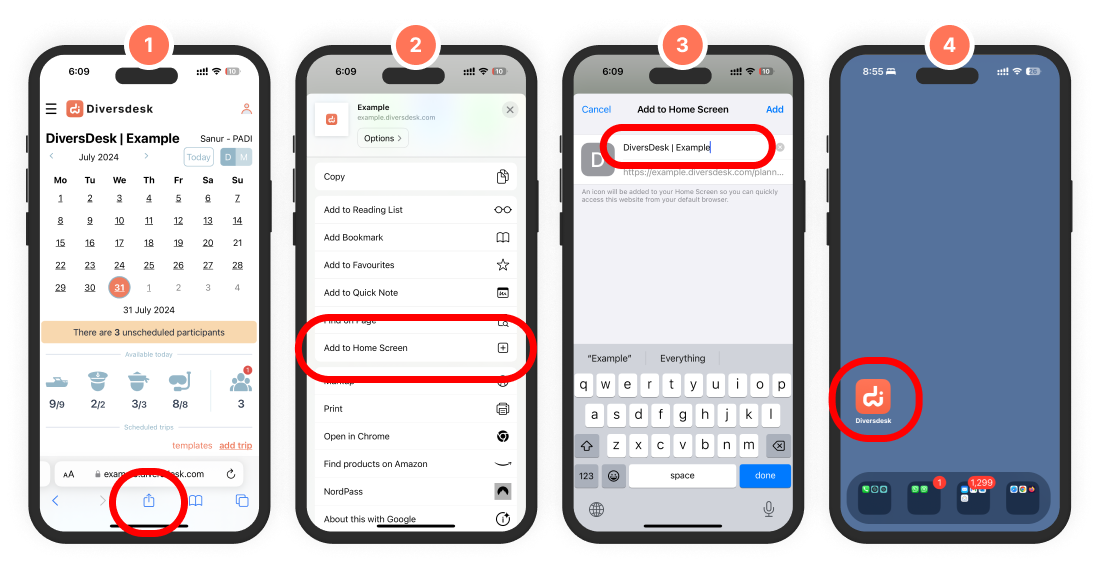 1
6:09
10
Diversdesk
DiversDesk | Example
Sanur - PADI
July 2024
Today
D M
Mo Tu We Th Fr Sa Su
1 2 3 4 5 6 7
8 9 10 11 12 13 14
15 16 17 18 19 20 21
22 23 24 25 26 27 28
29 30 31 1 2 3 4
31 July 2024
There are 3 unscheduled participants
Available today
1
9/9 2/2 3/3 8/8 3
Scheduled trips
templates add trip
AA example.diversdesk.com
2
6:09
10
Example
example.diversdesk.com
Options
Copy
Add to Reading List
Add Bookmark
Add to Favourites
Add to Quick Note
Find on Page
Add to Home Screen
Markup
Print
Open in Chrome
Find products on Amazon
NordPass
About this with Google
3
6:09
10
Cancel Add to Home Screen Add
D
DiversDesk | Example
https://example.diversdesk.com/plann...
An icon will be added to your Home Screen so you can quickly
access this website from your default browser.
"Example" Everything
q w e r t y u i o p
a s d f g h j k l
z x c v b n m
123 space done
4
8:55
28
Diversdesk
1
1,299